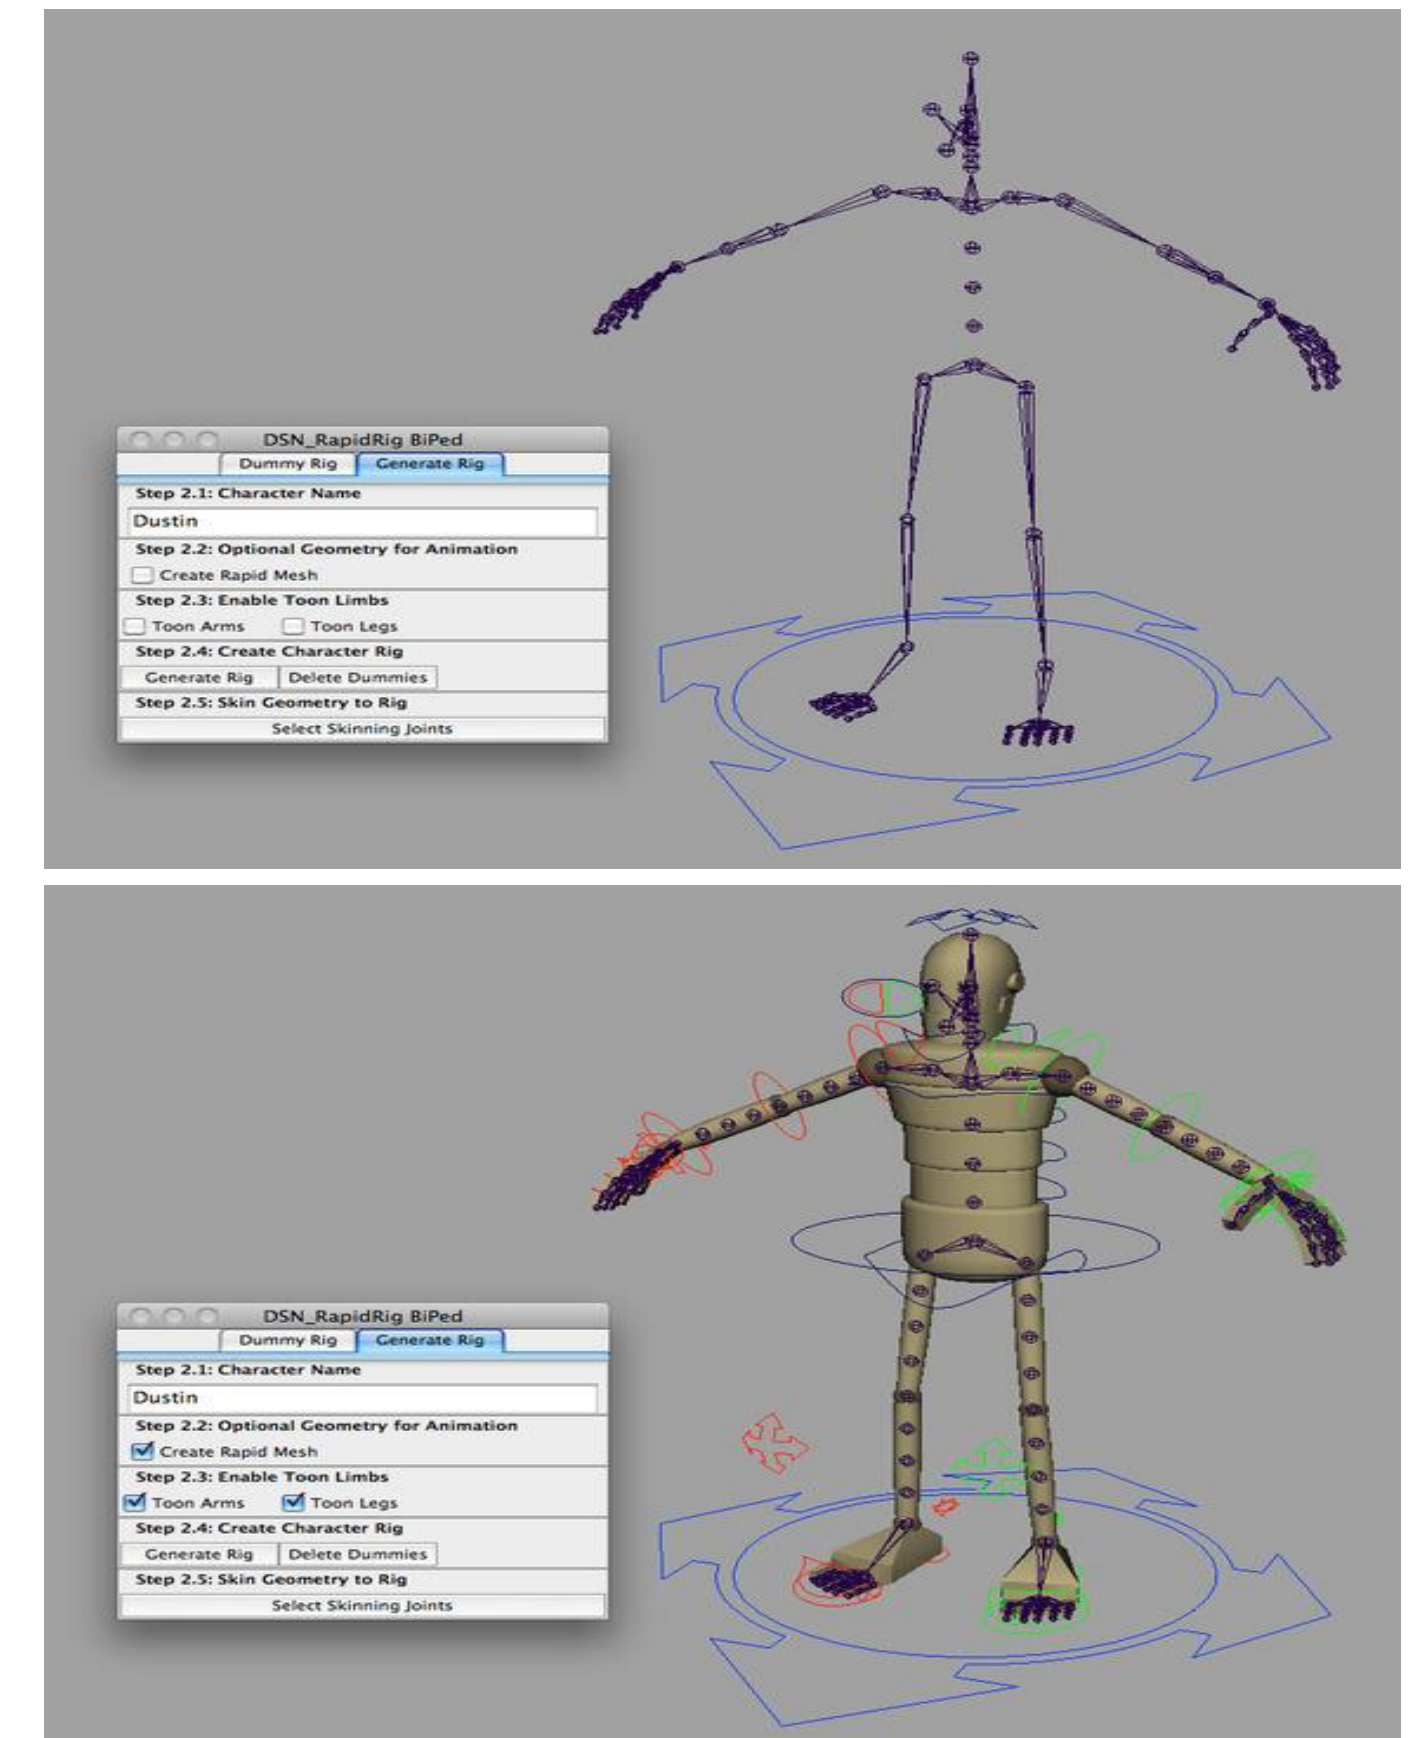 DSN_RapidRig BiPed
Dummy Rig Generate Rig
Step 2.1: Character Name
Dustin
Step 2.2: Optional Geometry for Animation
Create Rapid Mesh
Step 2.3: Enable Toon Limbs
Toon Arms Toon Legs
Step 2.4: Create Character Rig
Generate Rig Delete Dummies
Step 2.5: Skin Geometry to Rig
Select Skinning Joints
DSN_RapidRig BiPed
Dummy Rig Generate Rig
Step 2.1: Character Name
Dustin
Step 2.2: Optional Geometry for Animation
Create Rapid Mesh
Step 2.3: Enable Toon Limbs
Toon Arms Toon Legs
Step 2.4: Create Character Rig
Generate Rig Delete Dummies
Step 2.5: Skin Geometry to Rig
Select Skinning Joints